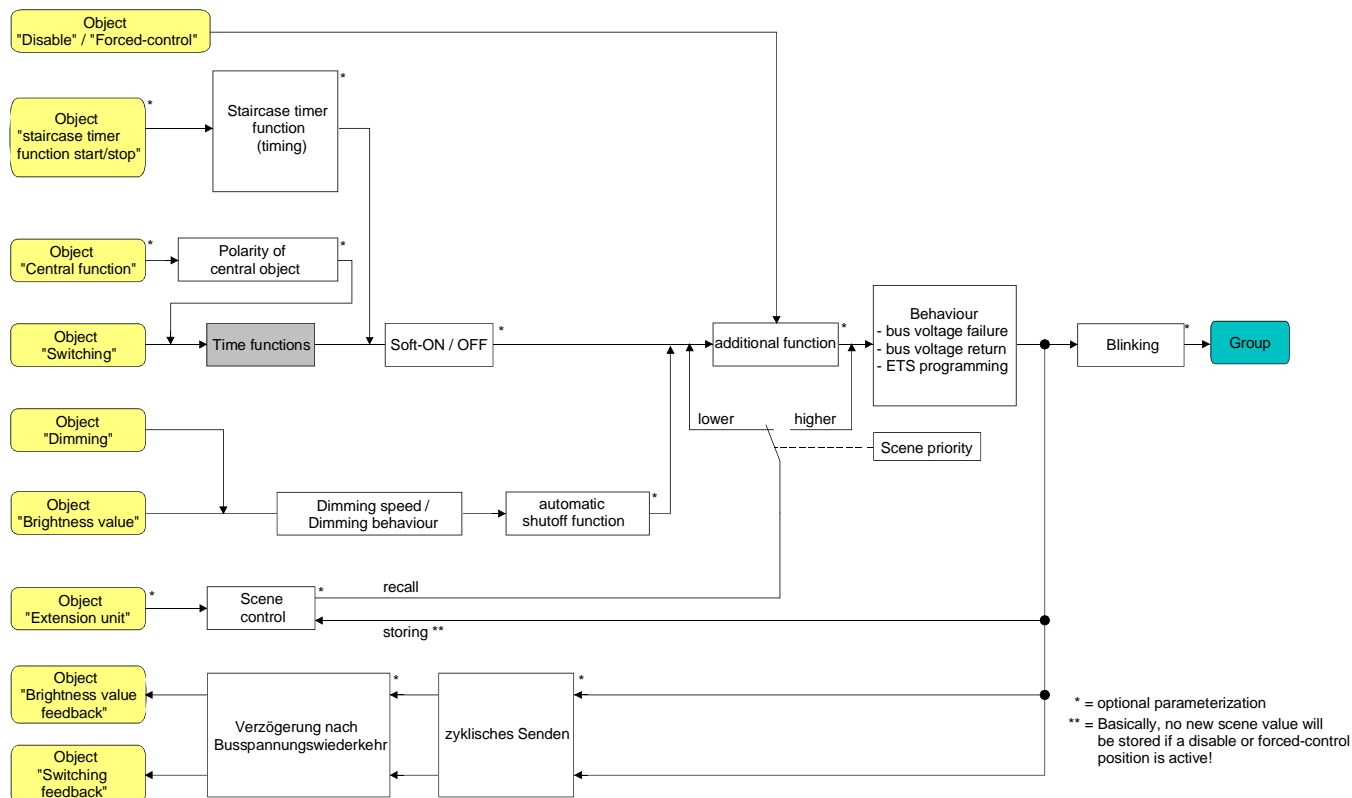 Object
"Disable" / "Forced-control"
*
Object
"staircase timer
function start/stop"
*
Staircase timer
function
(timing)
*
Object
"Central function"
*
Polarity of
central object
*
Object
"Switching"
Time functions
Soft-ON / OFF
*
additional function
*
Behaviour
- bus voltage failure
- bus voltage return
- ETS programming
Blinking
*
Group
lower
higher
Scene priority
Object
"Dimming"
Object
"Brightness value"
Dimming speed /
Dimming behaviour
automatic
shutoff function
*
Object
"Extension unit"
*
Scene
control
*
recall
storing **
Object
"Brightness value
feedback"
Verzögerung nach
Busspannungswiederkehr
*
zyklisches Senden
*
Object
"Switching
feedback"
* = optional parameterization
** = Basically, no new scene value will
be stored if a disable or forced-control
position is active!